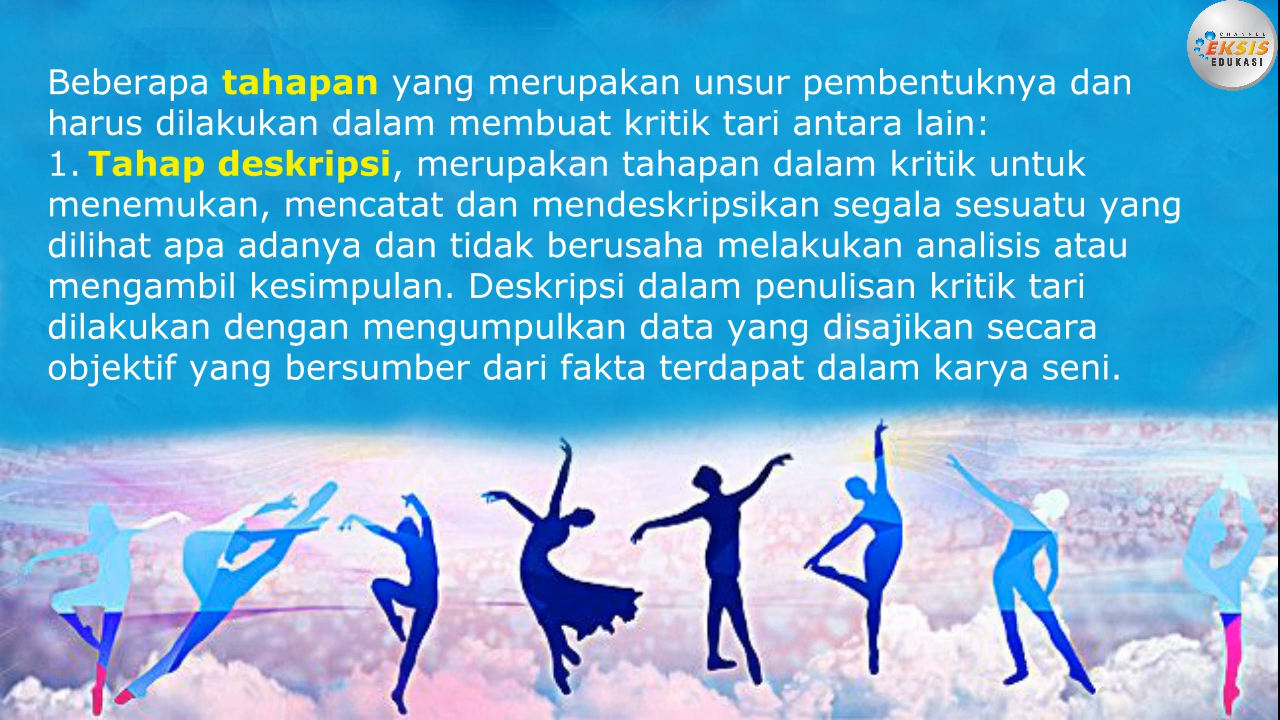 CHANNEL
EKSIS
EDUKASI
Beberapa tahapan yang merupakan unsur pembentuknya dan
harus dilakukan dalam membuat kritik tari antara lain:
1. Tahap deskripsi, merupakan tahapan dalam kritik untuk
menemukan, mencatat dan mendeskripsikan segala sesuatu yang
dilihat apa adanya dan tidak berusaha melakukan analisis atau
mengambil kesimpulan. Deskripsi dalam penulisan kritik tari
dilakukan dengan mengumpulkan data yang disajikan secara
objektif yang bersumber dari fakta terdapat dalam karya seni.